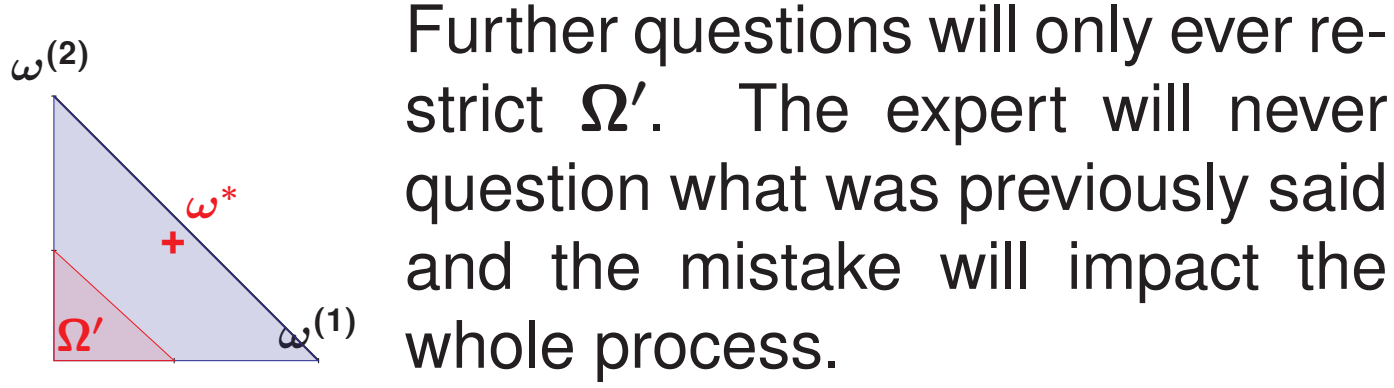 ω(2)
ω*
Ω′
ω(1)
Further questions will only ever re-
strict Ω′. The expert will never
question what was previously said
and the mistake will impact the
whole process.